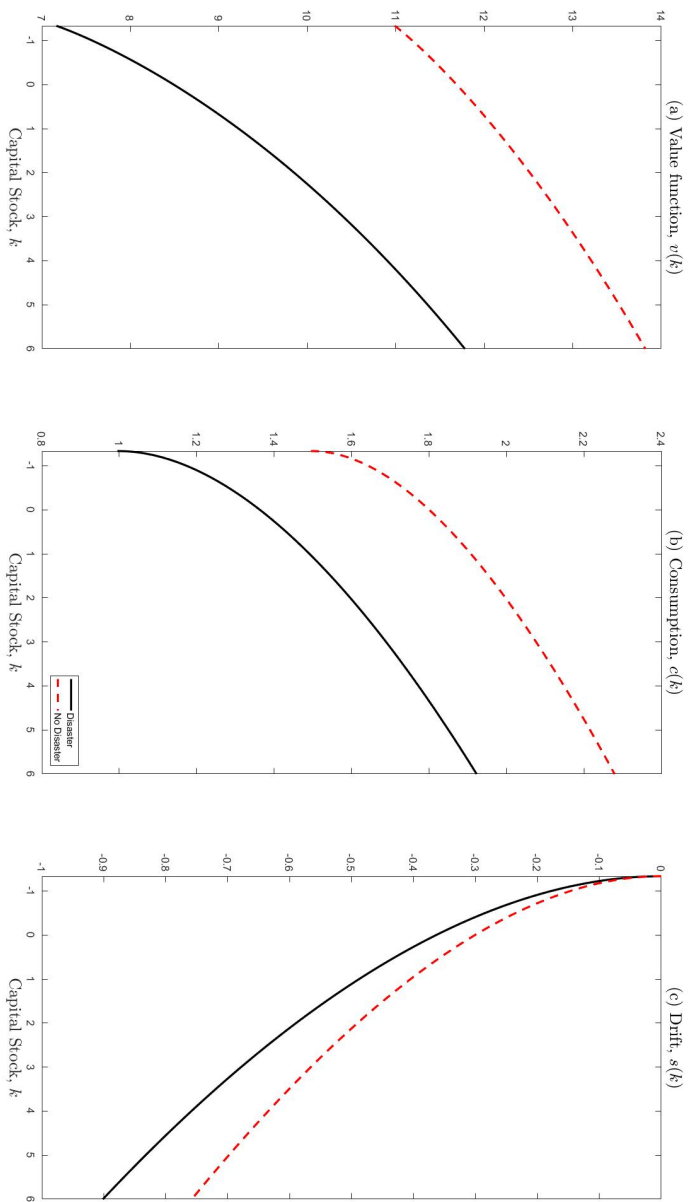 (a) Value function, v(k)
14
13
12
11
10
9
8
7
-1 0 1 2 3 4 5 6
Capital Stock, k
(b) Consumption, c(k)
2.4
2.2
2
1.8
1.6
1.4
1.2
1
0.8
-1 0 1 2 3 4 5 6
Capital Stock, k
Disaster
No Disaster
(c) Drift, s(k)
0
-0.1
-0.2
-0.3
-0.4
-0.5
-0.6
-0.7
-0.8
-0.9
-1
-1 0 1 2 3 4 5 6
Capital Stock, k